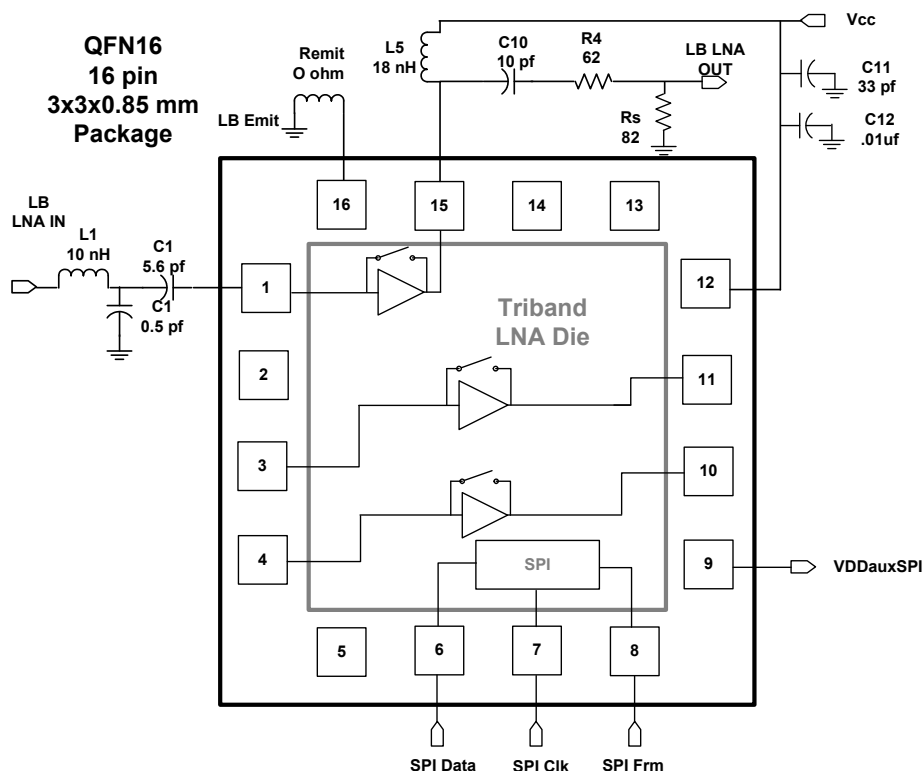 QFN16
16 pin
3x3x0.85 mm
Package
Remit
O ohm
LB Emit
L5
18 nH
C10
10 pf
R4
62
LB LNA
OUT
Rs
82
Vcc
C11
33 pf
C12
.01uf
LB
LNA IN
L1
10 nH
C1
5.6 pf
C1
0.5 pf
16
15
14
13
1
2
3
4
12
11
10
9
Triband
LNA Die
SPI
VDDauxSPI
5
6
7
8
SPI Data
SPI Clk
SPI Frm